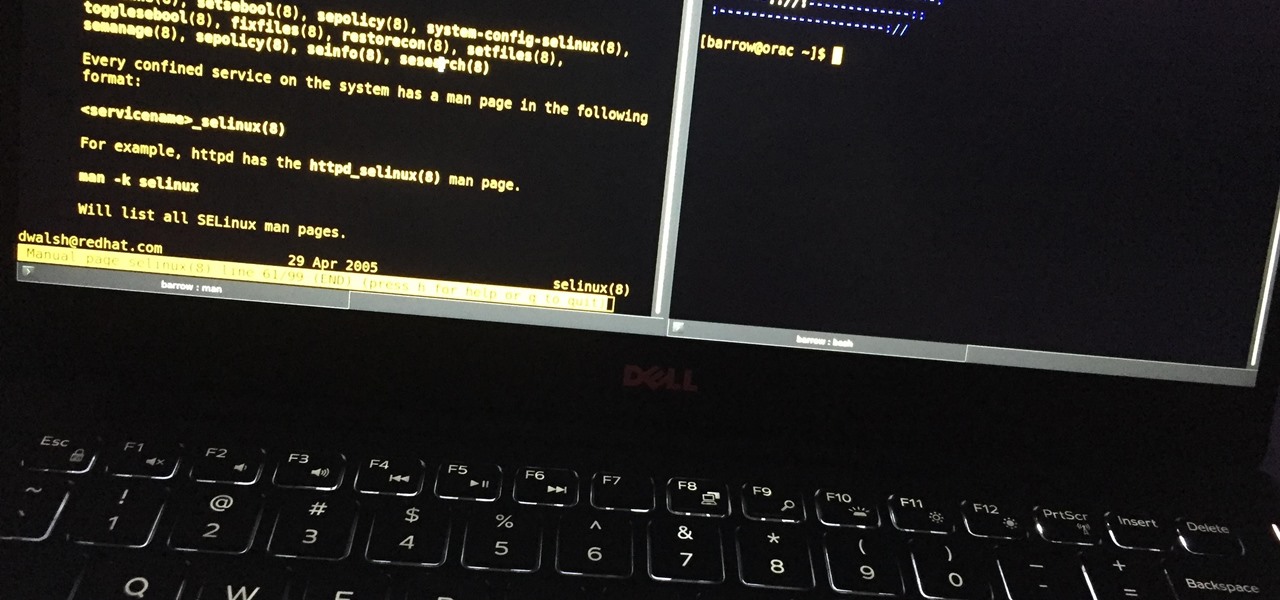 setsebool(8), sepolicy(8), system-config-selinux(8),
togglesebool(8), fixfiles(8), restorecon(8), setfiles(8),
semanage(8), sepolicy(8), seinfo(8), sesearch(8)
Every confined service on the system has a man page in the following
format:
<servicename>_selinux(8)
For example, httpd has the httpd_selinux(8) man page.
man -k selinux
Will list all SELinux man pages.
dwalsh@redhat.com 29 Apr 2005 selinux(8)
Manual page selinux(8) line 61/99 (END) (press h for help or q to quit)
barrow : man
[barrow@orac ~]$
barrow : bash
DELL
Esc F1 F2 F3 F4 F5 F6 F7 F8 F9 F10 F11 F12 PrtScr Insert Delete
~ ! @ # $ % ^ & * ( ) _ +
` 1 2 3 4 5 6 7 8 9 0 - = Backspace
Q W E